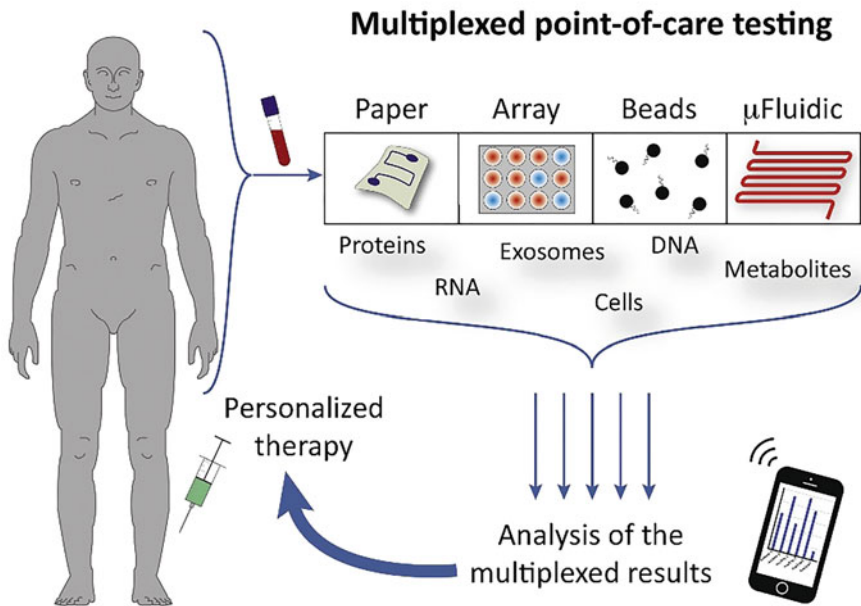 Multiplexed point-of-care testing
Paper
Array
Beads
μFluidic
Proteins
Exosomes
DNA
Metabolites
RNA
Cells
Personalized
therapy
Analysis of the
multiplexed results